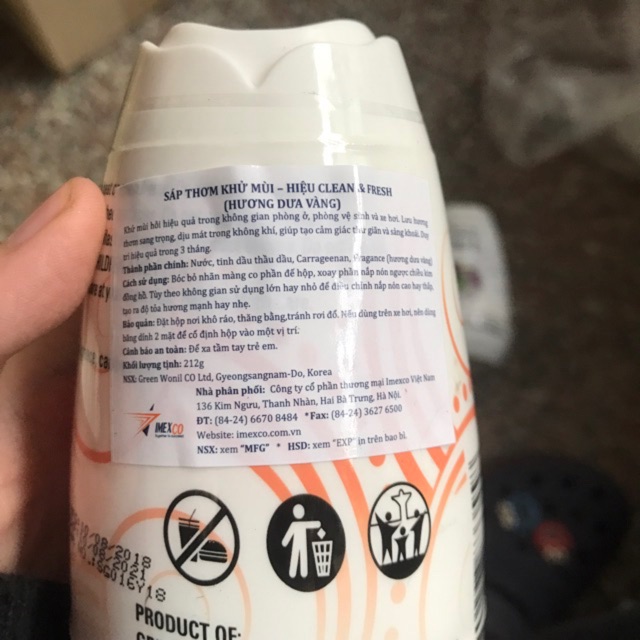 SÁP THƠM KHỬ MÙI – HIỆU CLEAN & FRESH
(HƯƠNG DƯA VÀNG)
Khử mùi hôi hiệu quả trong không gian phòng ở, phòng vệ sinh và xe hơi. Lưu hương
thơm sang trọng, dịu mát trong không khí, giúp tạo cảm giác thư giãn và sảng khoái. Duy
trì hiệu quả trong 3 tháng.
Thành phần chính: Nước, tinh dầu thầu dầu, Carrageenan, Fragance (hương dưa vàng)
Cách sử dụng: Bóc bỏ nhãn màng co phần đế hộp, xoay phần nắp nón ngược chiều kim
đồng hồ. Tùy theo không gian sử dụng lớn hay nhỏ để điều chỉnh nắp nón cao hay thấp,
tạo ra độ tỏa hương mạnh hay nhẹ.
Bảo quản: Đặt hộp nơi khô ráo, thăng bằng,tránh rơi đổ. Nếu dùng trên xe hơi, nên dùng
băng dính 2 mặt để cố định hộp vào một vị trí.
Cảnh báo an toàn: Để xa tầm tay trẻ em.
Khối lượng tịnh: 212g
NSX: Green Wonil CO Ltd, Gyeongsangnam-Do, Korea
Nhà phân phối: Công ty cổ phần thương mại Imexco Việt Nam
136 Kim Ngưu, Thanh Nhàn, Hai Bà Trưng, Hà Nội.
ĐT: (84-24) 6670 8484 *Fax: (84-24) 3627 6500
Website: imexco.com.vn
NSX: xem "MFG" * HSD: xem "EXP" in trên bao bì.
IMEXCO
PRODUCT OF: